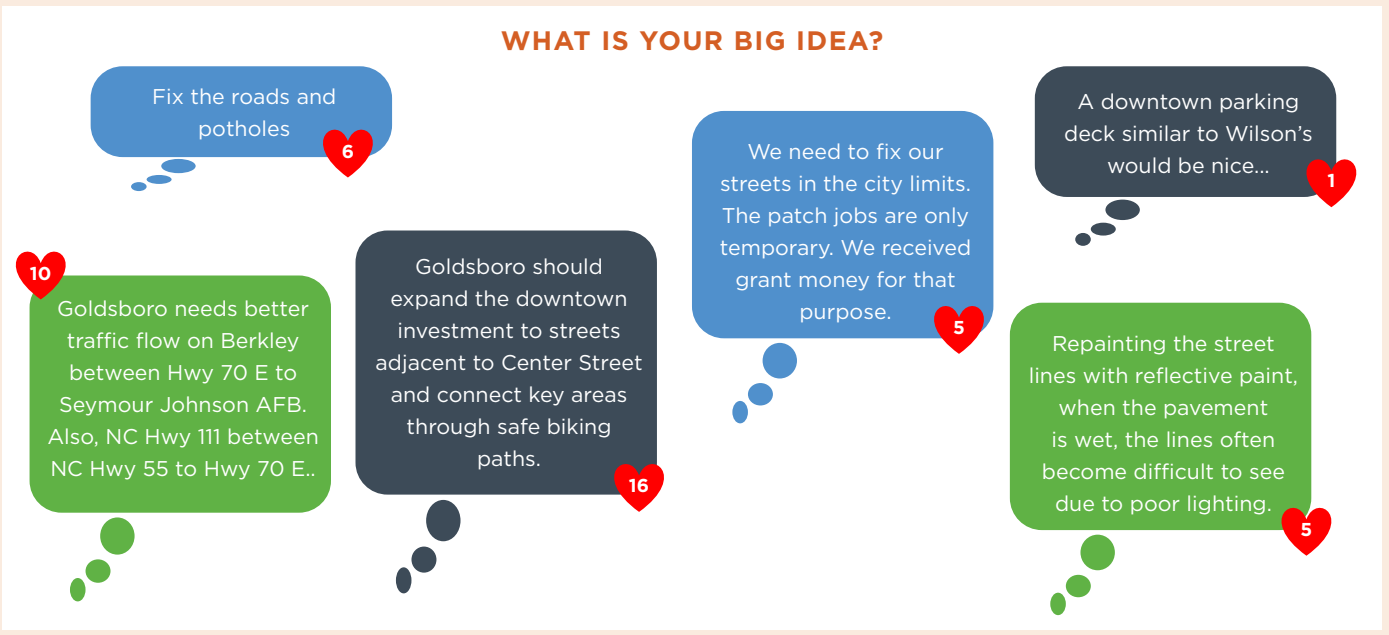 WHAT IS YOUR BIG IDEA?
Fix the roads and
potholes
6
10
Goldsboro needs better
traffic flow on Berkley
between Hwy 70 E to
Seymour Johnson AFB.
Also, NC Hwy 111 between
NC Hwy 55 to Hwy 70 E..
Goldsboro should
expand the downtown
investment to streets
adjacent to Center Street
and connect key areas
through safe biking
paths.
16
We need to fix our
streets in the city limits.
The patch jobs are only
temporary. We received
grant money for that
purpose.
5
A downtown parking
deck similar to Wilson’s
would be nice...
1
Repainting the street
lines with reflective paint,
when the pavement
is wet, the lines often
become difficult to see
due to poor lighting.
5